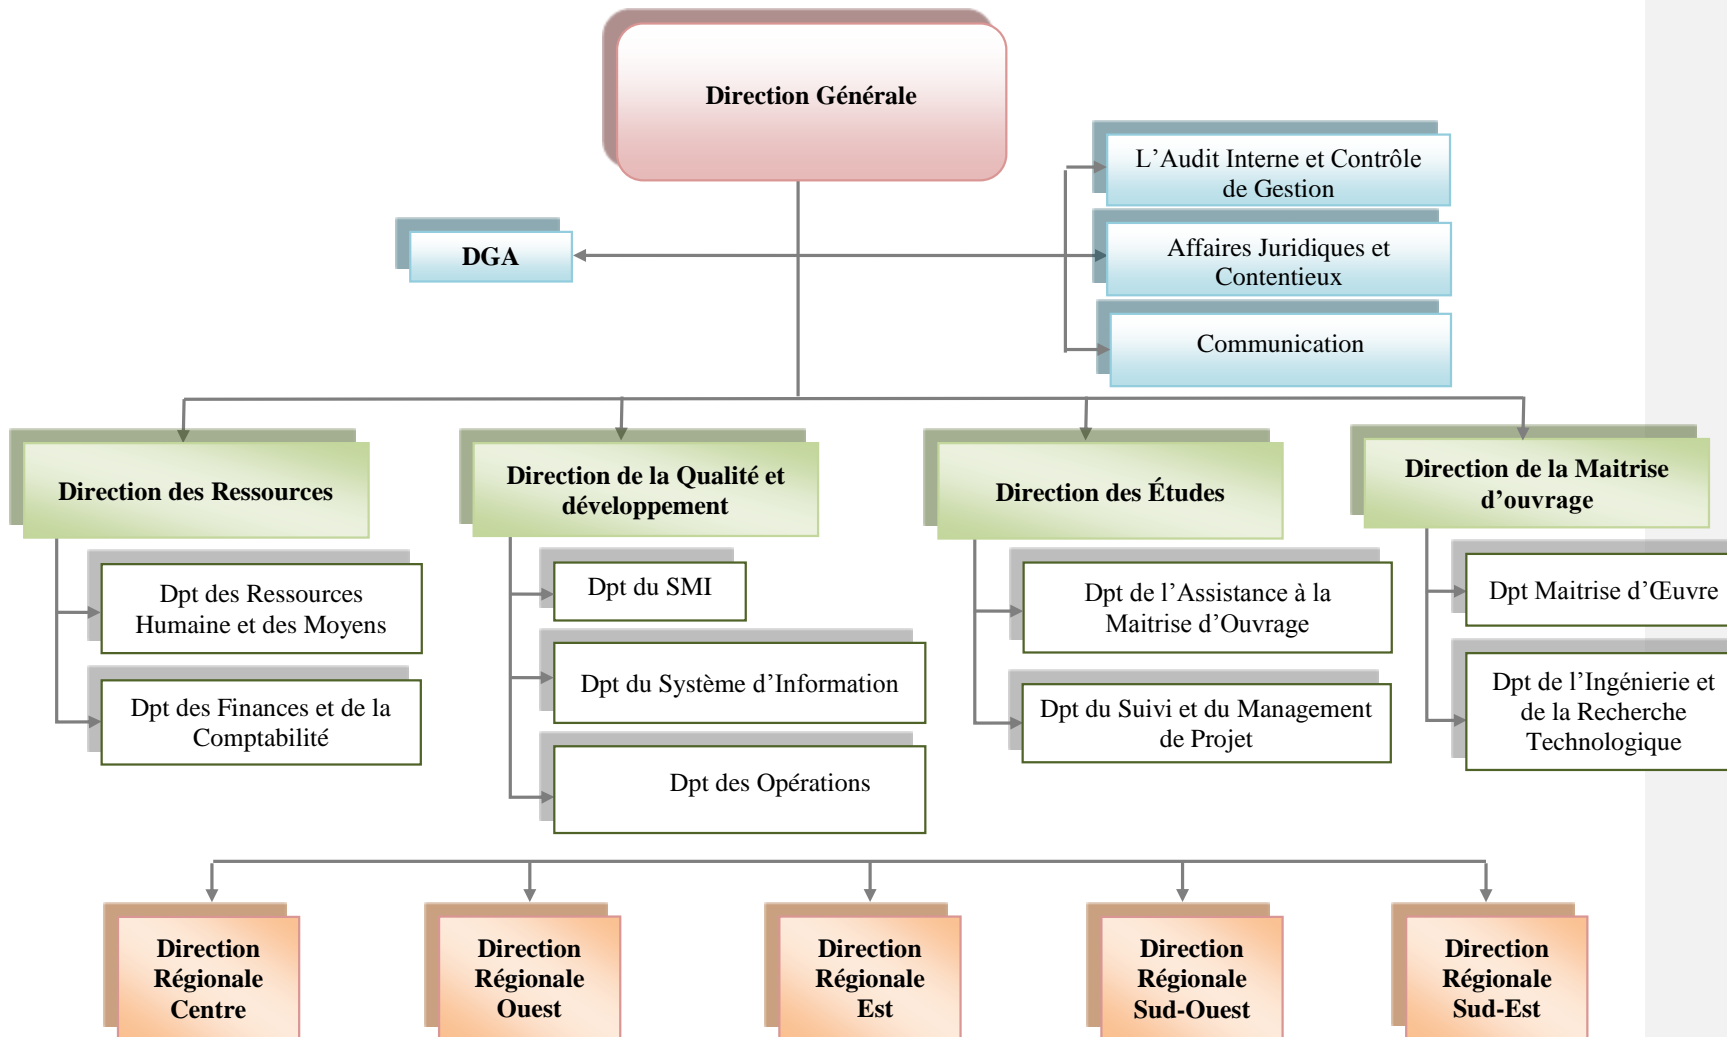 Direction Générale
L'Audit Interne et Contrôle
de Gestion
DGA
Affaires Juridiques et
Contentieux
Communication
Direction des Ressources
Direction de la Qualité et
développement
Direction des Études
Direction de la Maitrise
d'ouvrage
Dpt des Ressources
Humaine et des Moyens
Dpt des Finances et de la
Comptabilité
Dpt du SMI
Dpt du Système d'Information
Dpt des Opérations
Dpt de l'Assistance à la
Maitrise d'Ouvrage
Dpt du Suivi et du Management
de Projet
Dpt Maitrise d'Œuvre
Dpt de l'Ingénierie et
de la Recherche
Technologique
Direction
Régionale
Centre
Direction
Régionale
Ouest
Direction
Régionale
Est
Direction
Régionale
Sud-Ouest
Direction
Régionale
Sud-Est